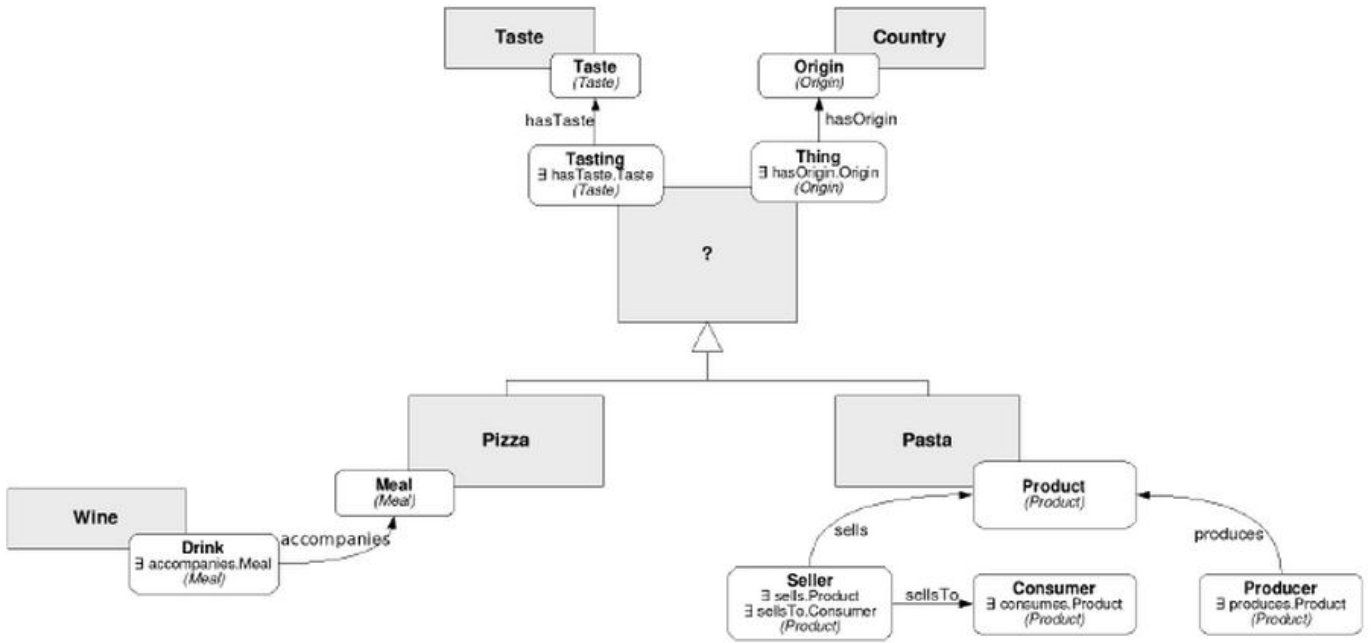 Taste
Country
Taste
(Taste)
Origin
(Origin)
hasTaste
hasOrigin
Tasting
∃ hasTaste.Taste
(Taste)
Thing
∃ hasOrigin.Origin
(Origin)
?
Pizza
Pasta
Meal
(Meal)
Product
(Product)
Wine
accompanies
sells
produces
Drink
∃ accompanies.Meal
(Meal)
Seller
∃ sells.Product
∃ sellsTo.Consumer
(Product)
sellsTo
Consumer
∃ consumes.Product
(Product)
Producer
∃ produces.Product
(Product)